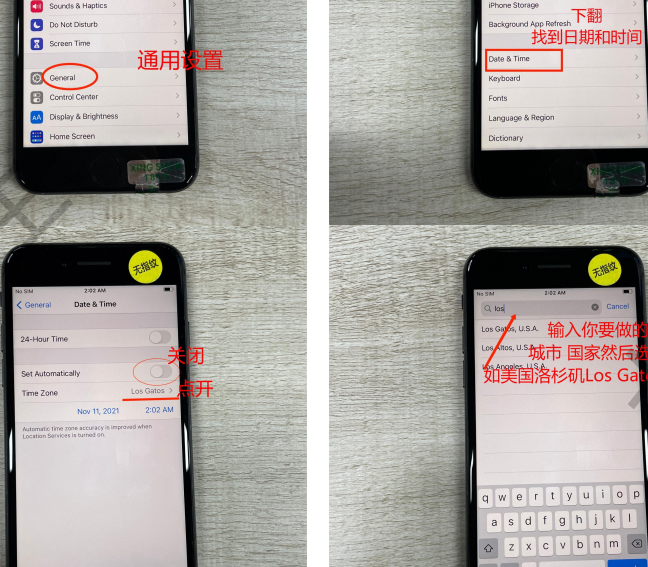 Sounds & Haptics
Do Not Disturb
Screen Time
通用设置
General
Control Center
Display & Brightness
Home Screen
iPhone Storage
Background App Refresh
下翻
找到日期和时间
Date & Time
Keyboard
Fonts
Language & Region
Dictionary
无指纹
No SIM
2:02 AM
General
Date & Time
24-Hour Time
关闭
Set Automatically
Time Zone
Los Gatos
点开
Nov 11, 2021
2:02 AM
Automatic time zone accuracy is improved when
Location Services is turned on.
无指纹
No SIM
2:02 AM
los
Cancel
Los Gatos, U.S.A.
输入你要做的
Los Altos, U.S.A.
城市 国家然后选
Los Angeles, U.S.A.
如美国洛杉矶Los Gato
q w e r t y u i o p
a s d f g h j k l
z x c v b n m